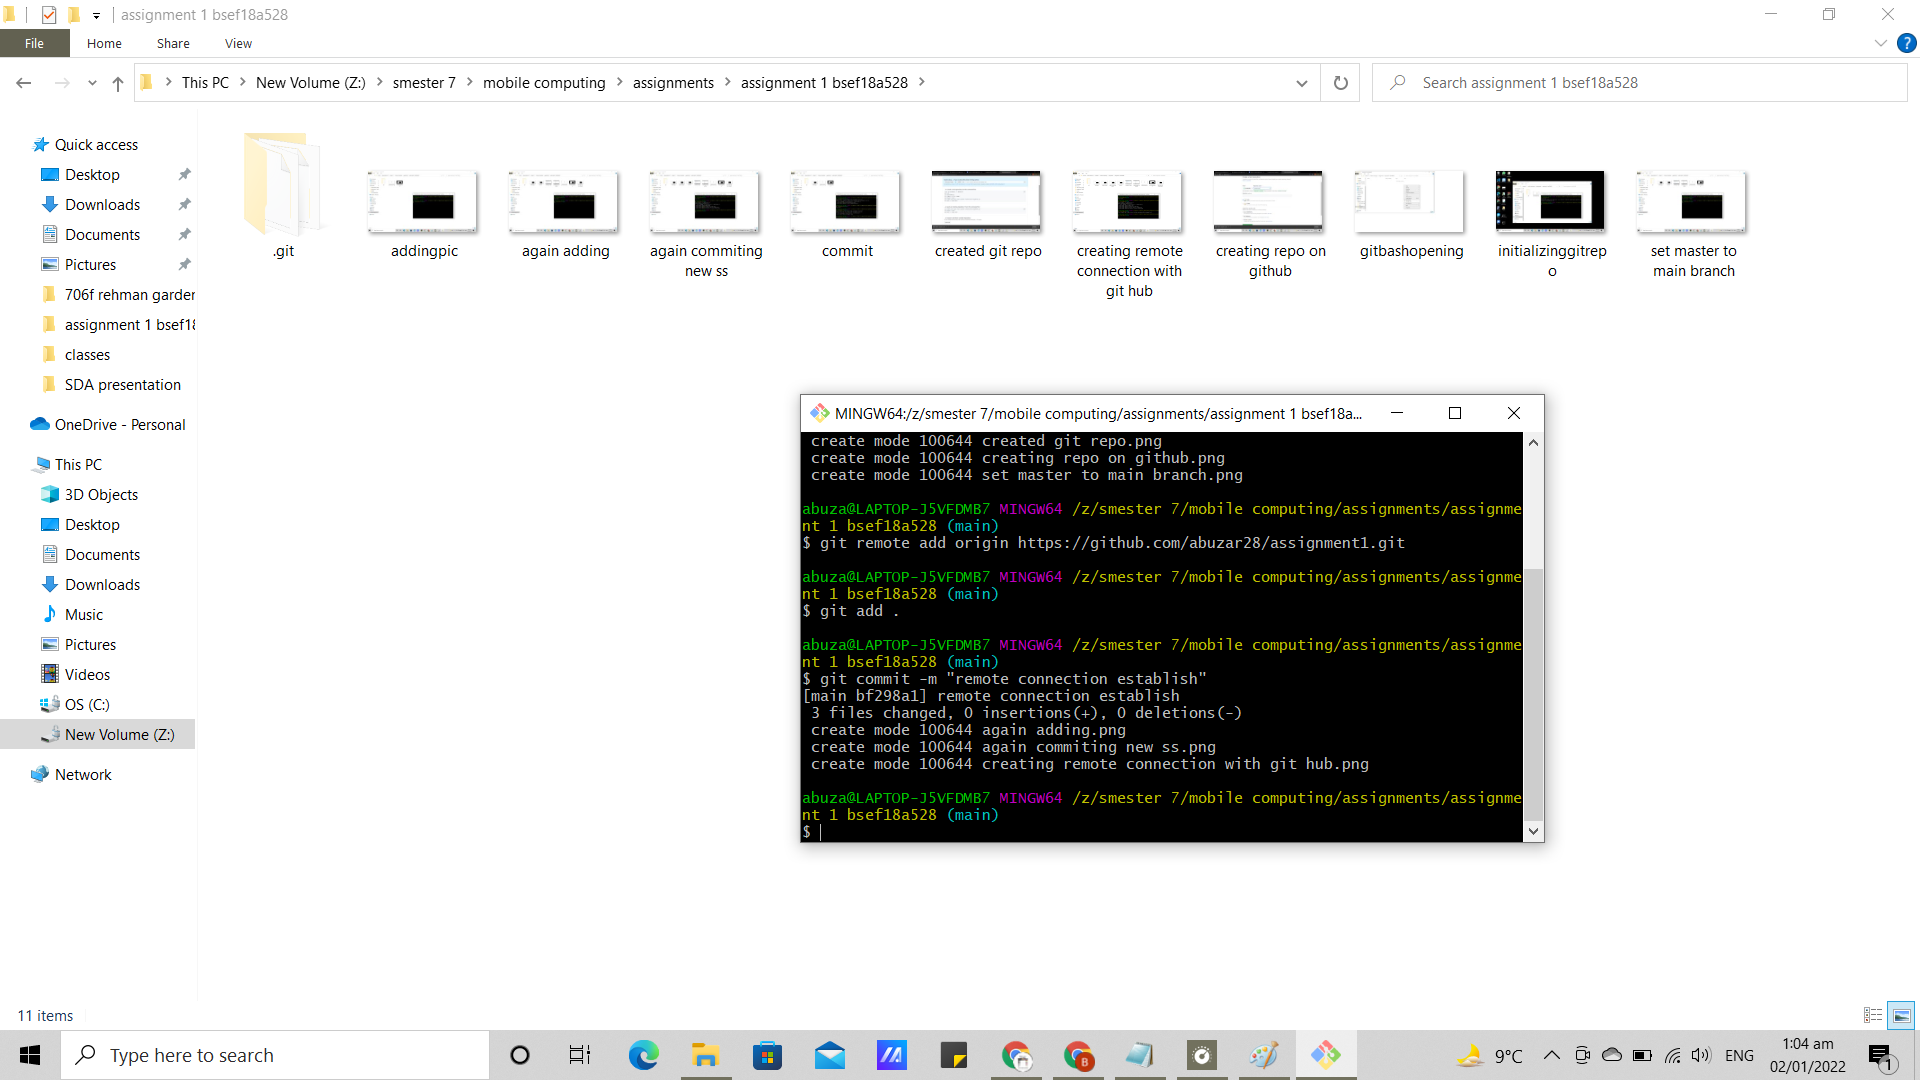 assignment 1 bsef18a528
File Home Share View
This PC New Volume (Z:) smester 7 mobile computing assignments assignment 1 bsef18a528
Search assignment 1 bsef18a528
Quick access
Desktop
Downloads
Documents
Pictures
706f rehman garder
assignment 1 bsef18
classes
SDA presentation
OneDrive - Personal
This PC
3D Objects
Desktop
Documents
Downloads
Music
Pictures
Videos
OS (C:)
New Volume (Z:)
Network
.git
addingpic
again adding
again commiting
new ss
commit
created git repo
creating remote
connection with
git hub
creating repo on
github
gitbashopening
initializinggitrep
o
set master to
main branch
MINGW64:/z/smester 7/mobile computing/assignments/assignment 1 bsef18a...
create mode 100644 created git repo.png
create mode 100644 creating repo on github.png
create mode 100644 set master to main branch.png
abuza@LAPTOP-J5VFDMB7 MINGW64 /z/smester 7/mobile computing/assignments/assignme
nt 1 bsef18a528 (main)
$ git remote add origin https://github.com/abuzar28/assignment1.git
abuza@LAPTOP-J5VFDMB7 MINGW64 /z/smester 7/mobile computing/assignments/assignme
nt 1 bsef18a528 (main)
$ git add .
abuza@LAPTOP-J5VFDMB7 MINGW64 /z/smester 7/mobile computing/assignments/assignme
nt 1 bsef18a528 (main)
$ git commit -m "remote connection establish"
[main bf298a1] remote connection establish
3 files changed, 0 insertions(+), 0 deletions(-)
create mode 100644 again adding.png
create mode 100644 again commiting new ss.png
create mode 100644 creating remote connection with git hub.png
abuza@LAPTOP-J5VFDMB7 MINGW64 /z/smester 7/mobile computing/assignments/assignme
nt 1 bsef18a528 (main)
$
11 items
Type here to search
B
9°C
ENG
1:04 am
02/01/2022
1